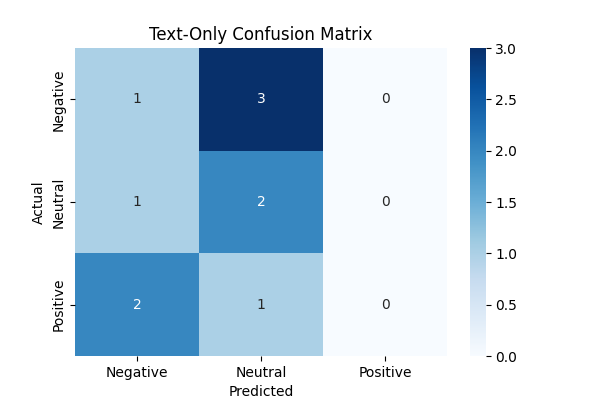 Text-Only Confusion Matrix
Actual
Negative
1
3
0
Neutral
1
2
0
Positive
2
1
0
Negative
Neutral
Positive
Predicted
3.0
2.5
2.0
1.5
1.0
0.5
0.0